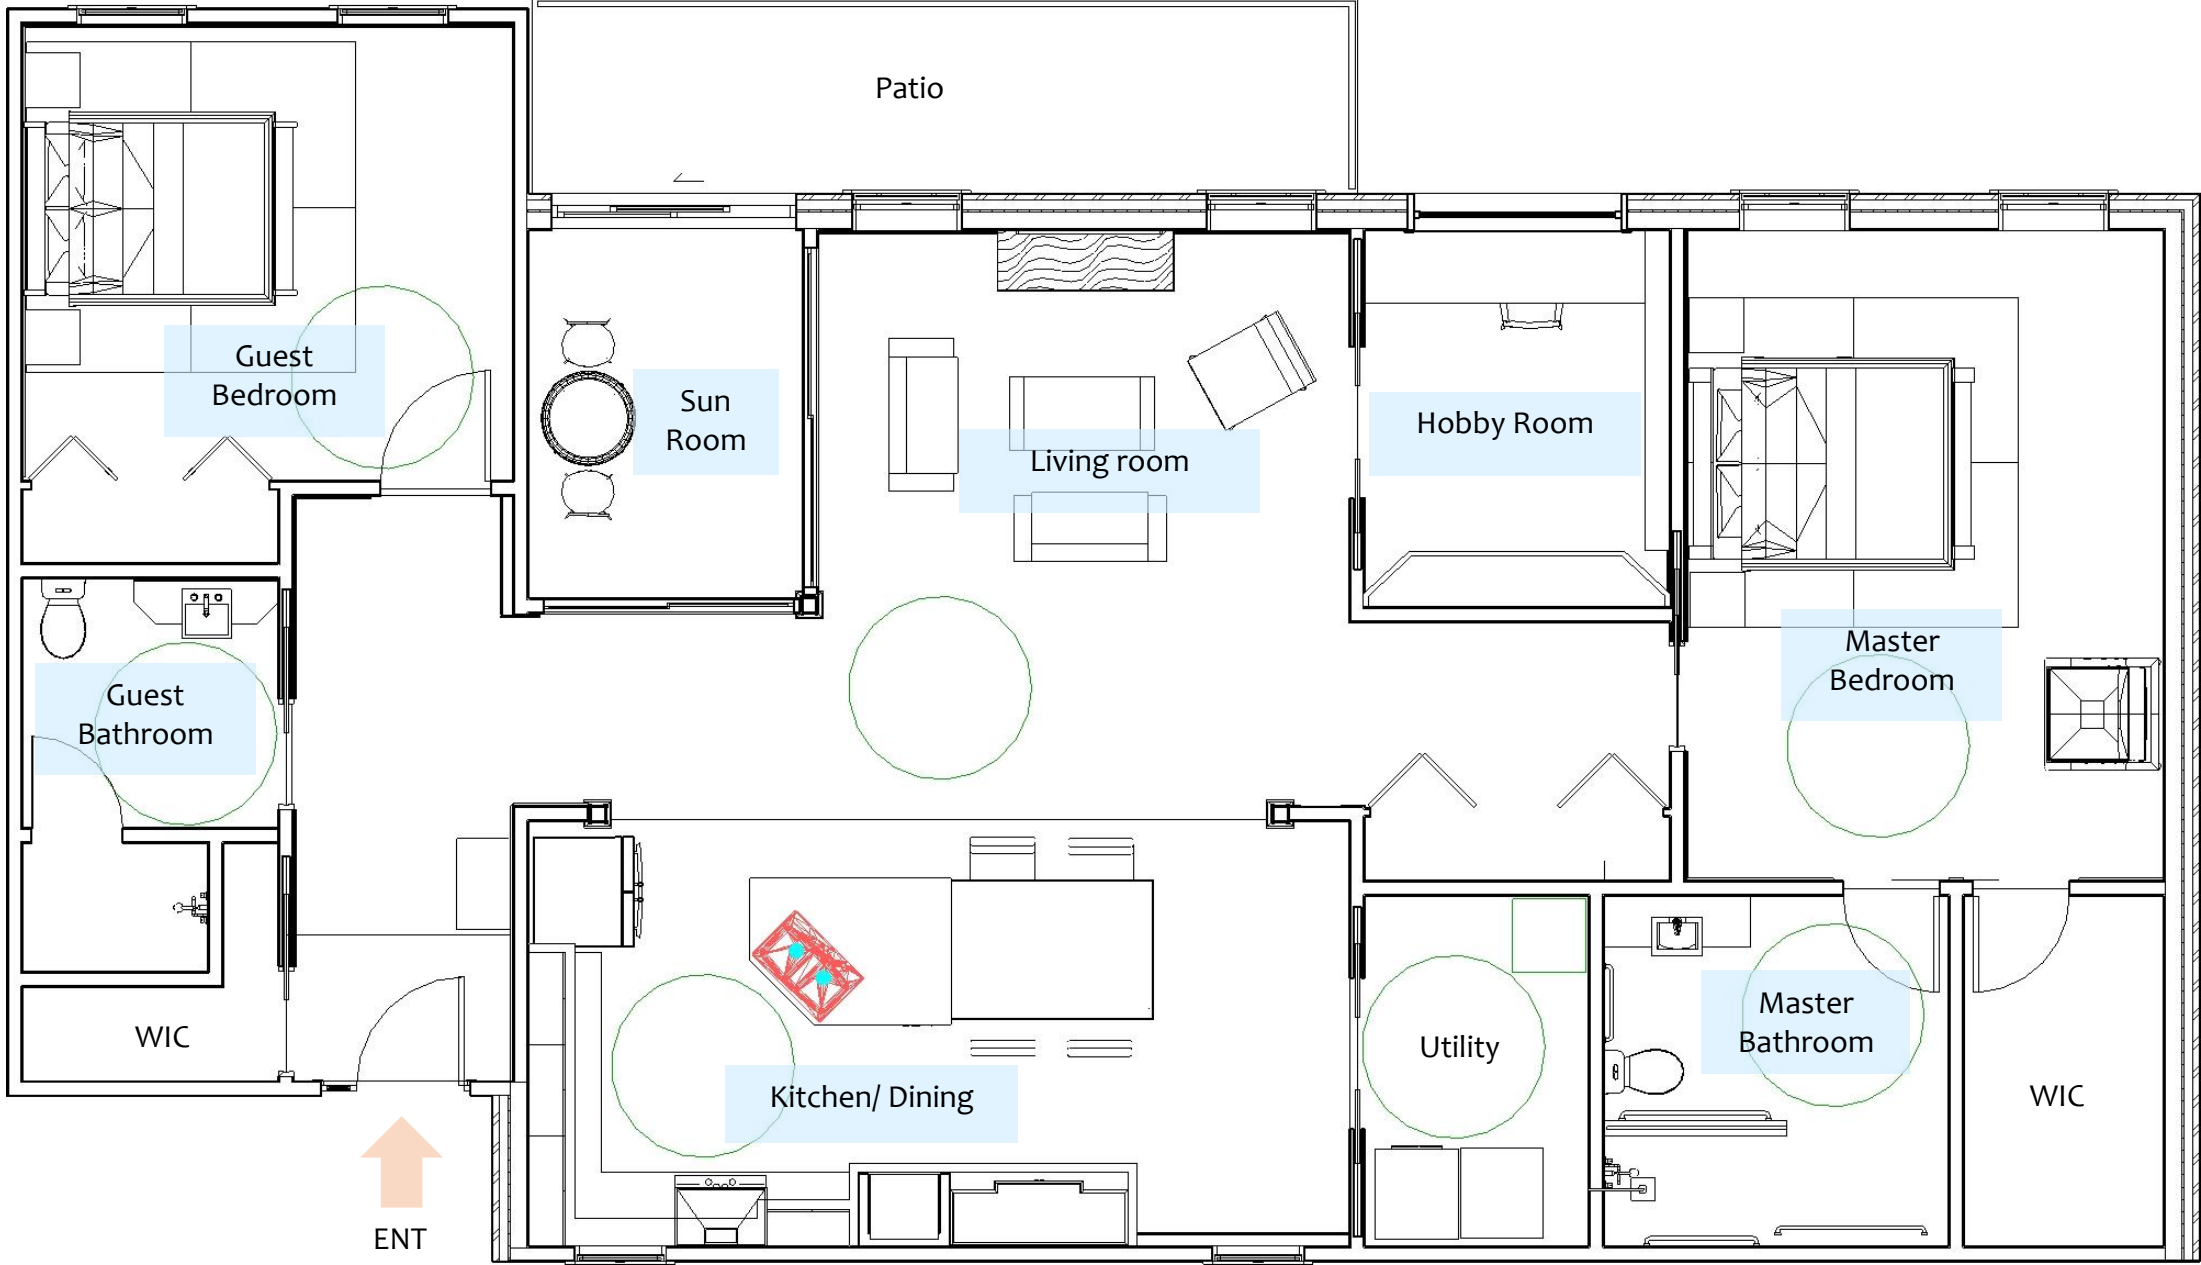 Patio
Guest
Bedroom
Sun
Room
Living room
Hobby Room
Master
Bedroom
Guest
Bathroom
WIC
Kitchen/ Dining
Utility
Master
Bathroom
WIC
ENT